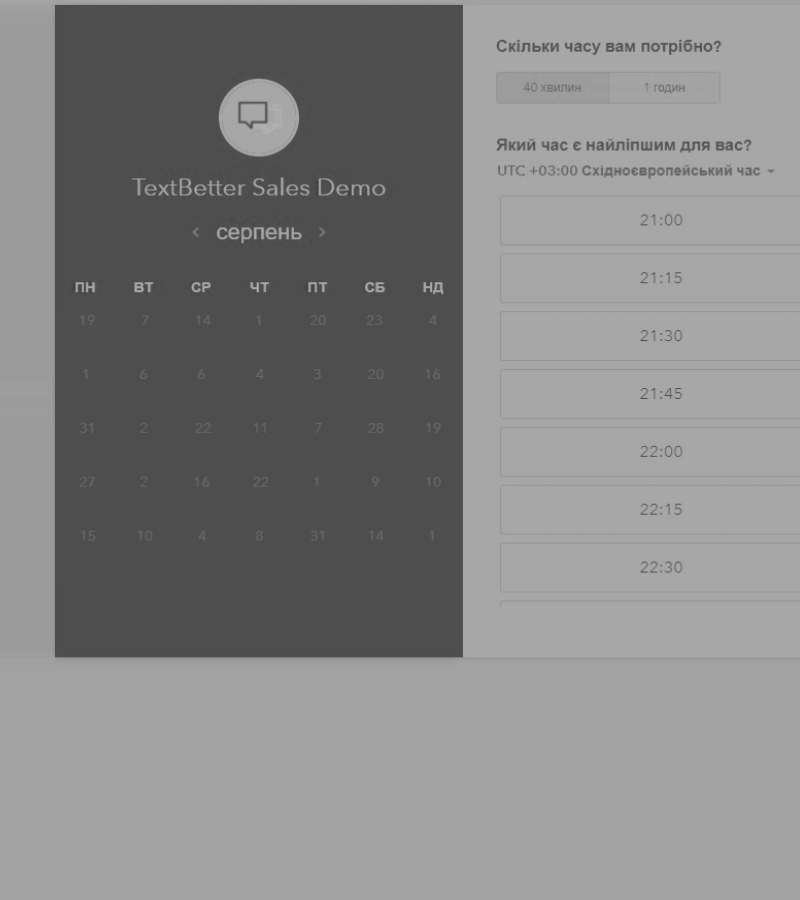 TextBetter Sales Demo
серпень
ПН ВТ СР ЧТ ПТ СБ НД
19 7 14 1 20 23 4
1 6 6 4 3 20 16
31 2 22 11 7 28 19
27 2 16 22 1 9 10
15 10 4 8 31 14 1
Скільки часу вам потрібно?
40 хвилин 1 годин
Який час є найліпшим для вас?
UTC +03:00 Східноєвропейський час
21:00
21:15
21:30
21:45
22:00
22:15
22:30